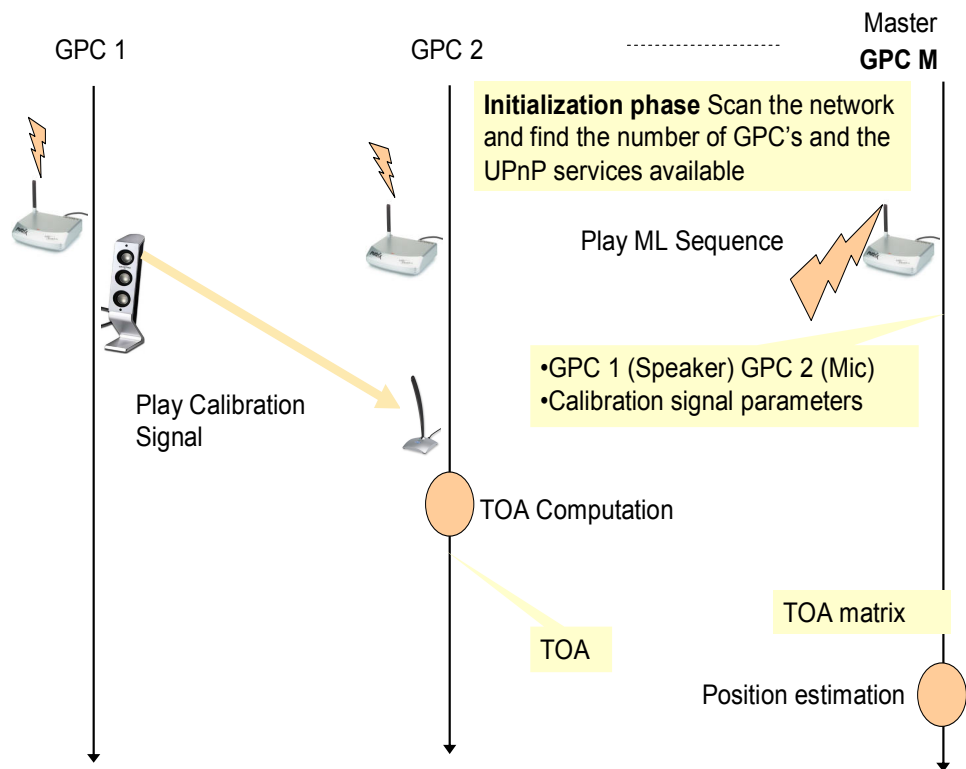 GPC 1
GPC 2
Master
GPC M
Initialization phase Scan the network
and find the number of GPC's and the
UPnP services available
Play ML Sequence
•GPC 1 (Speaker) GPC 2 (Mic)
•Calibration signal parameters
Play Calibration
Signal
TOA Computation
TOA
TOA matrix
Position estimation